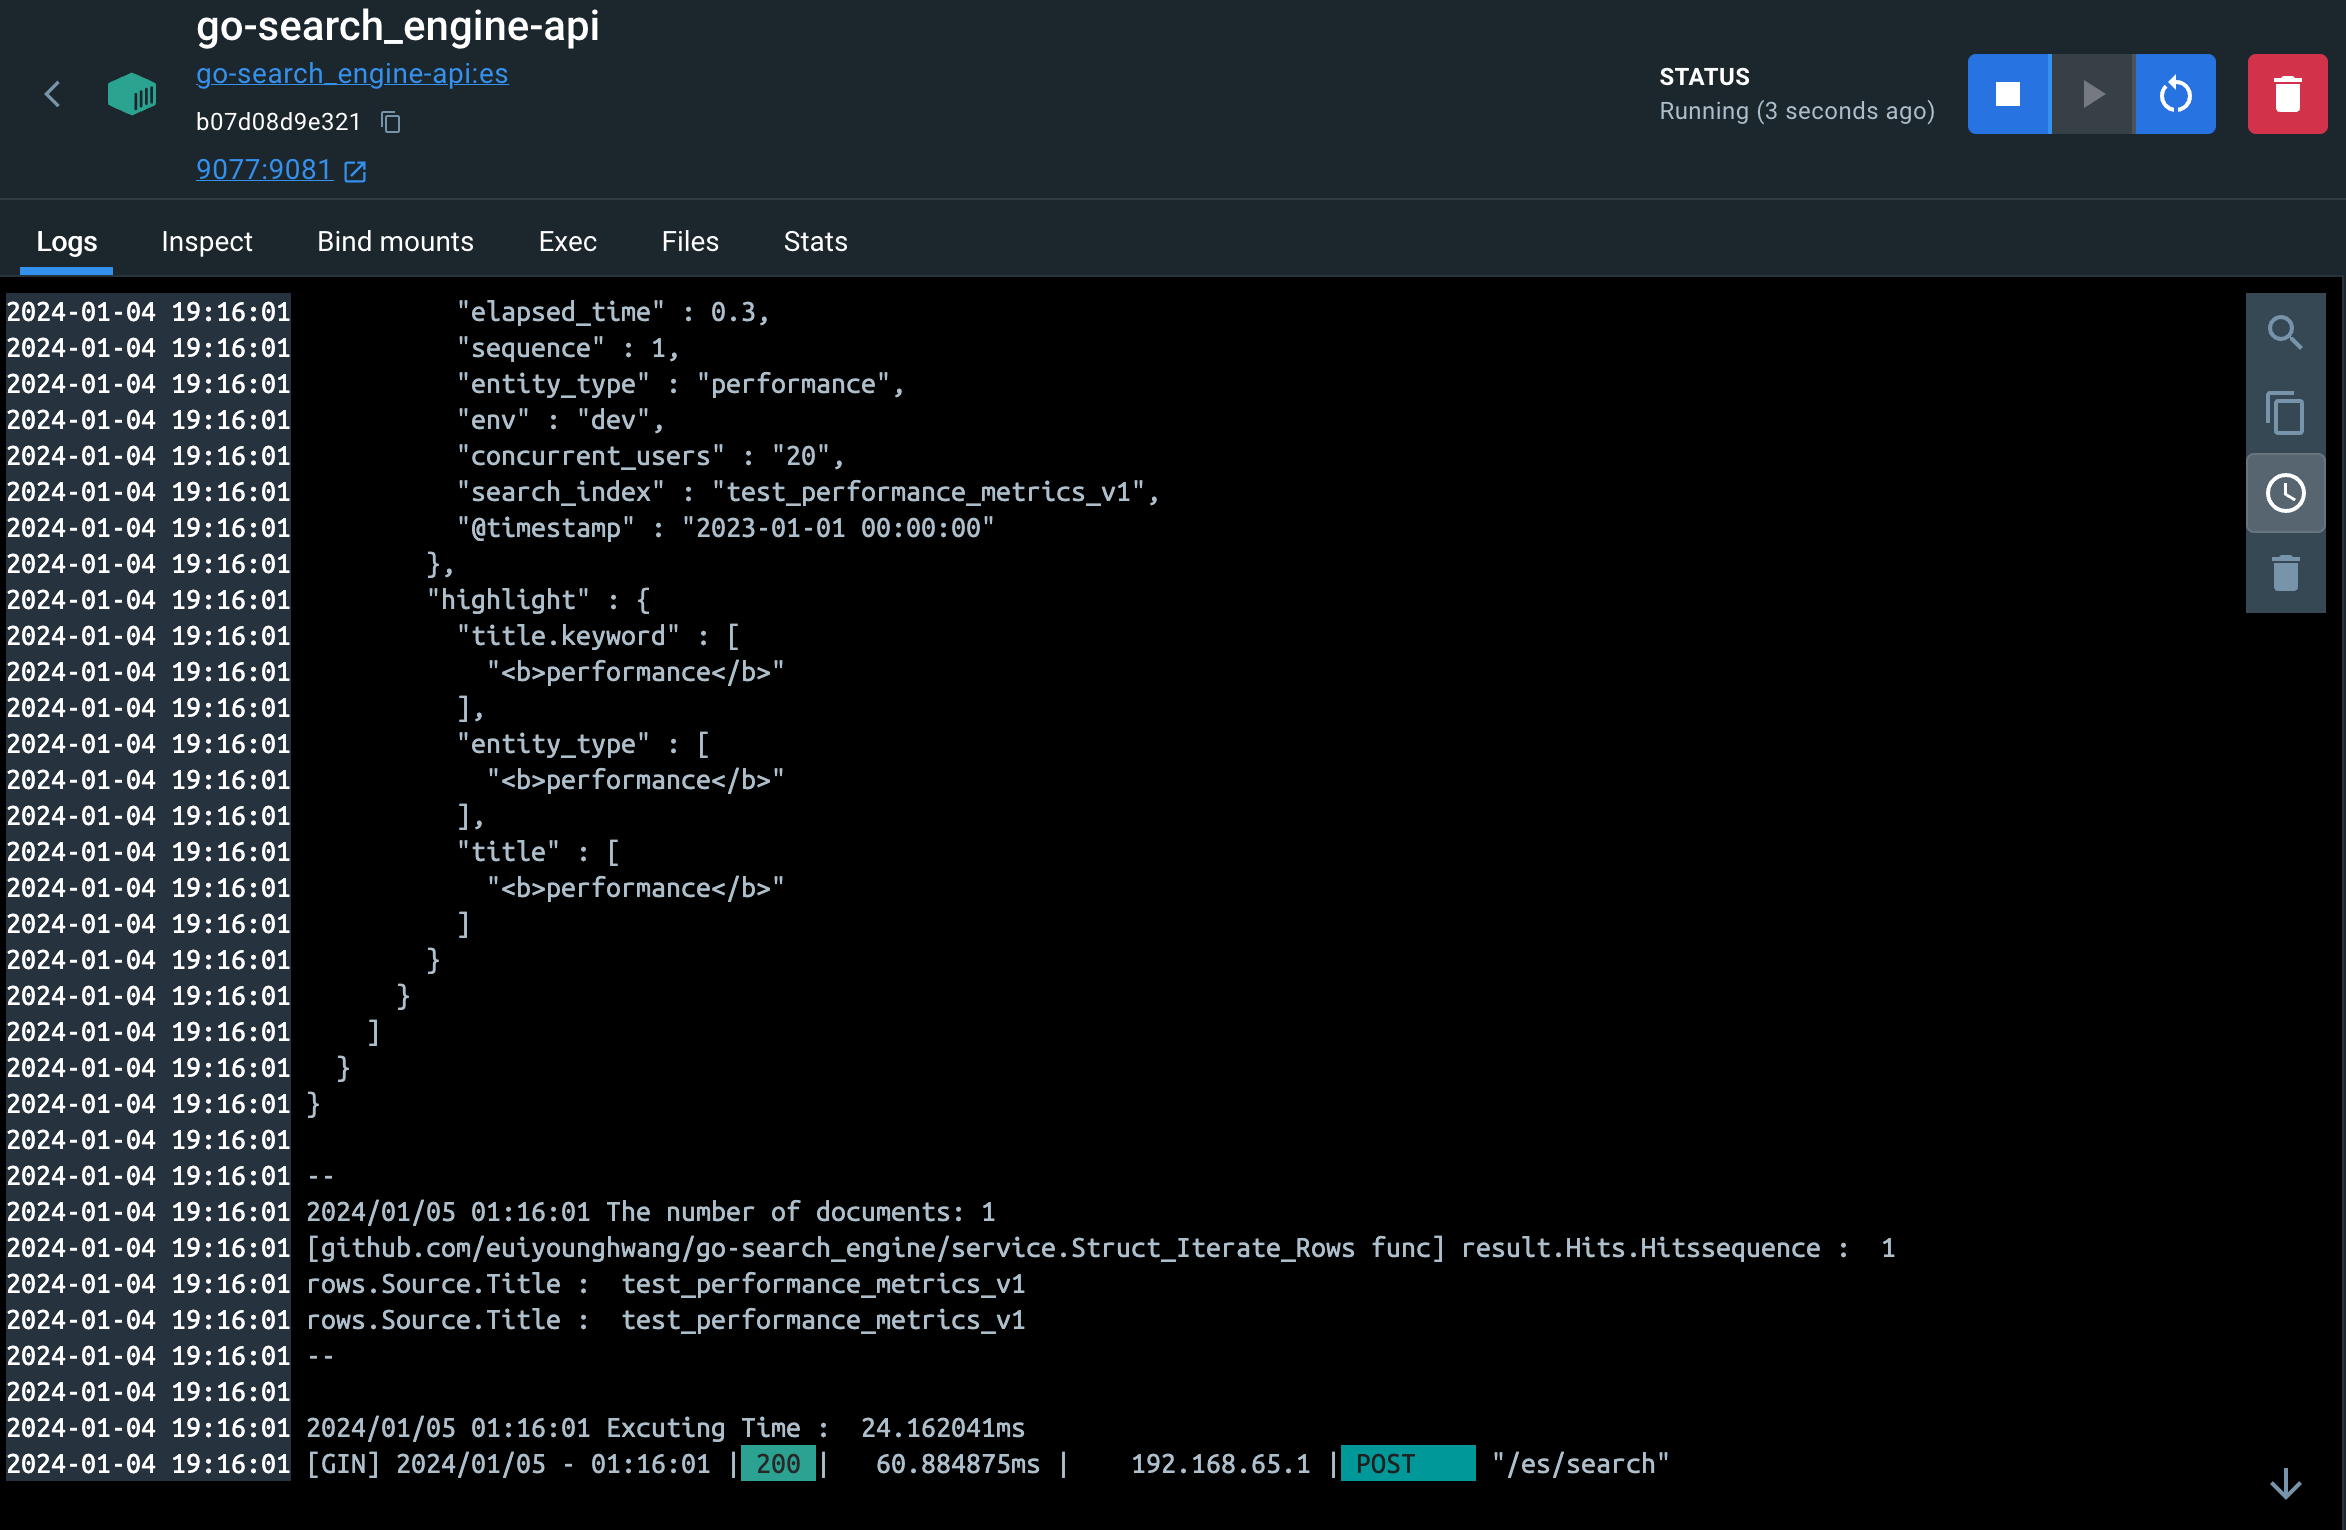 go-search_engine-api
go-search_engine-api:es
b07d08d9e321
9077:9081
STATUS
Running (3 seconds ago)
Logs Inspect Bind mounts Exec Files Stats
2024-01-04 19:16:01           "elapsed_time" : 0.3,
2024-01-04 19:16:01           "sequence" : 1,
2024-01-04 19:16:01           "entity_type" : "performance",
2024-01-04 19:16:01           "env" : "dev",
2024-01-04 19:16:01           "concurrent_users" : "20",
2024-01-04 19:16:01           "search_index" : "test_performance_metrics_v1",
2024-01-04 19:16:01           "@timestamp" : "2023-01-01 00:00:00"
2024-01-04 19:16:01         },
2024-01-04 19:16:01         "highlight" : {
2024-01-04 19:16:01           "title.keyword" : [
2024-01-04 19:16:01             "<b>performance</b>"
2024-01-04 19:16:01           ],
2024-01-04 19:16:01           "entity_type" : [
2024-01-04 19:16:01             "<b>performance</b>"
2024-01-04 19:16:01           ],
2024-01-04 19:16:01           "title" : [
2024-01-04 19:16:01             "<b>performance</b>"
2024-01-04 19:16:01           ]
2024-01-04 19:16:01         }
2024-01-04 19:16:01       }
2024-01-04 19:16:01     ]
2024-01-04 19:16:01   }
2024-01-04 19:16:01 }
2024-01-04 19:16:01
2024-01-04 19:16:01 --
2024-01-04 19:16:01 2024/01/05 01:16:01 The number of documents: 1
2024-01-04 19:16:01 [github.com/euiyounghwang/go-search_engine/service.Struct_Iterate_Rows func] result.Hits.Hitssequence :  1
2024-01-04 19:16:01 rows.Source.Title :  test_performance_metrics_v1
2024-01-04 19:16:01 rows.Source.Title :  test_performance_metrics_v1
2024-01-04 19:16:01 --
2024-01-04 19:16:01
2024-01-04 19:16:01 2024/01/05 01:16:01 Excuting Time :  24.162041ms
2024-01-04 19:16:01 [GIN] 2024/01/05 - 01:16:01 | 200 |   60.884875ms |    192.168.65.1 | POST     "/es/search"